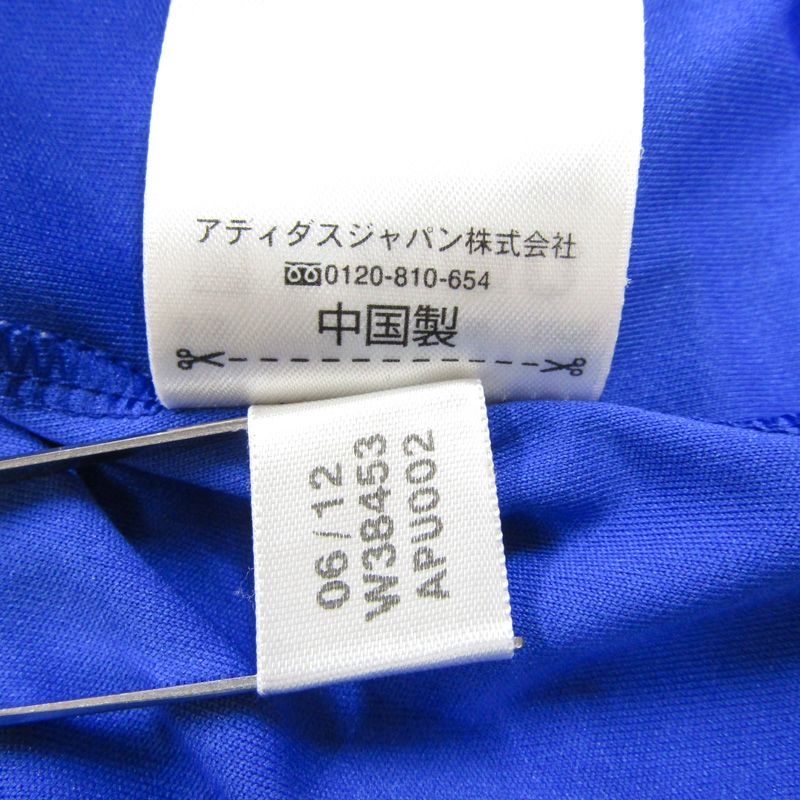 アディダスジャパン株式会社
0120-810-654
中国製
06/12
W38453
APU002